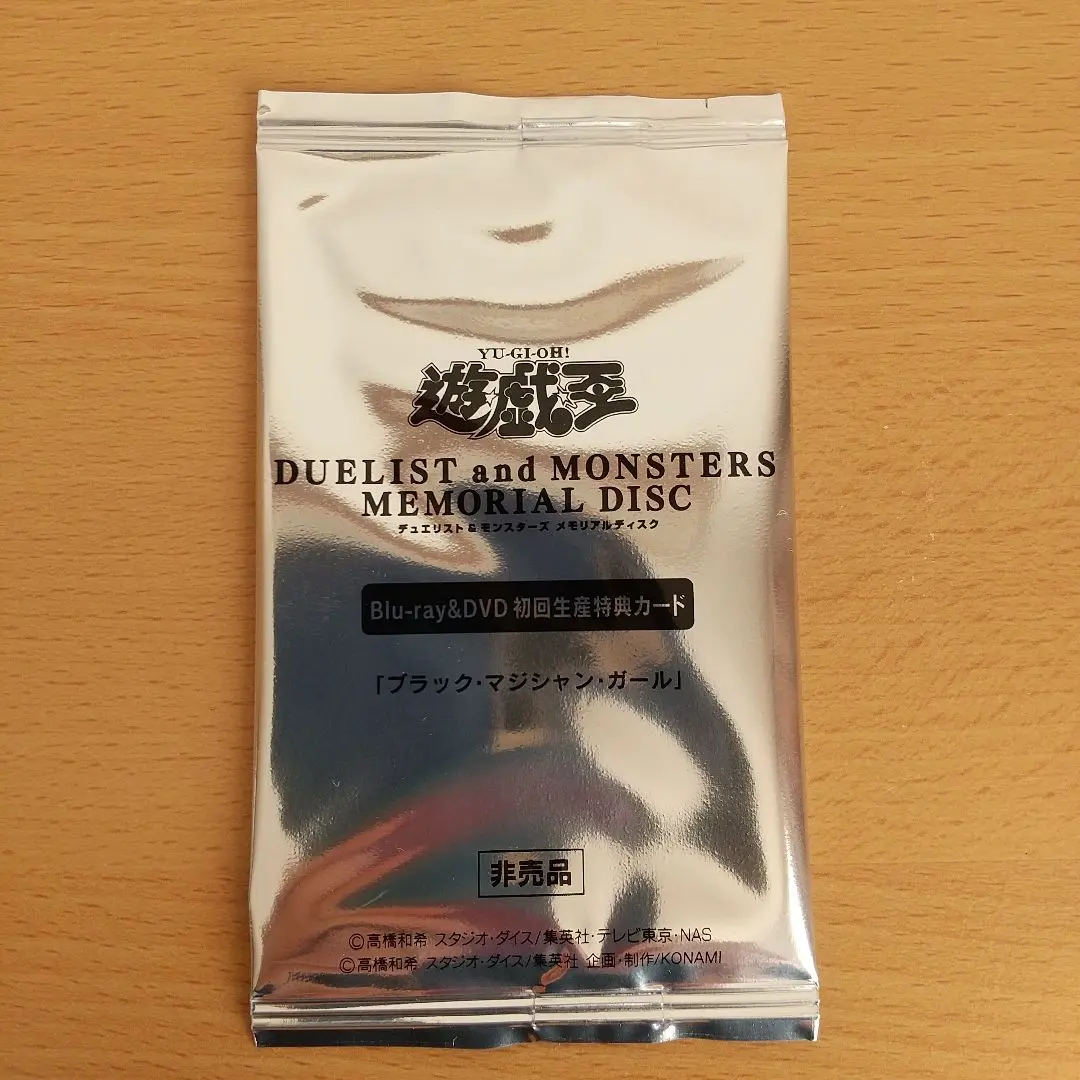 YU-GI-OH!
遊戯王
DUELIST and MONSTERS
MEMORIAL DISC
デュエリスト&モンスターズ メモリアルディスク
Blu-ray&DVD 初回生産特典カード
「ブラック・マジシャン・ガール」
非売品
©高橋和希 スタジオ・ダイス/集英社・テレビ東京・NAS
©高橋和希 スタジオ・ダイス/集英社 企画・制作/KONAMI